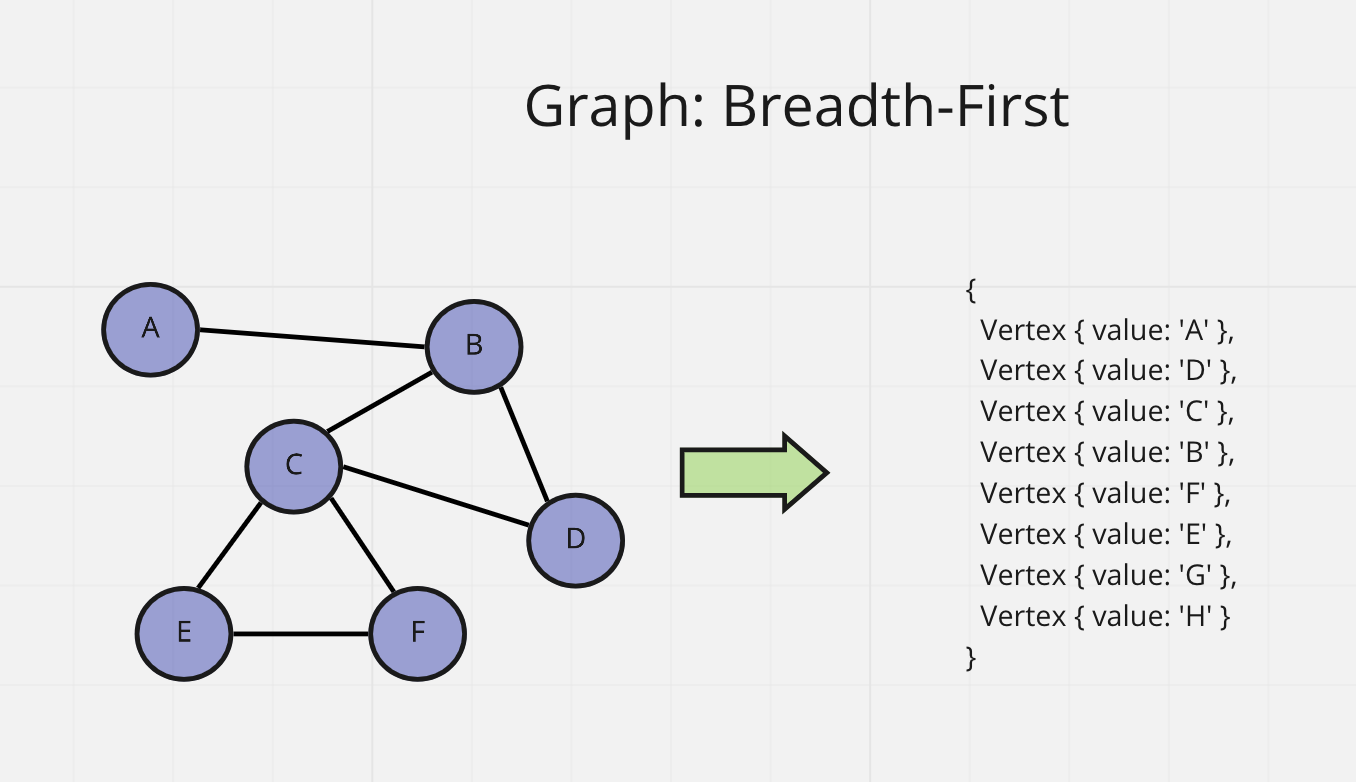 Graph: Breadth-First
A
B
C
D
E
F
{
Vertex { value: 'A' },
Vertex { value: 'D' },
Vertex { value: 'C' },
Vertex { value: 'B' },
Vertex { value: 'F' },
Vertex { value: 'E' },
Vertex { value: 'G' },
Vertex { value: 'H' }
}